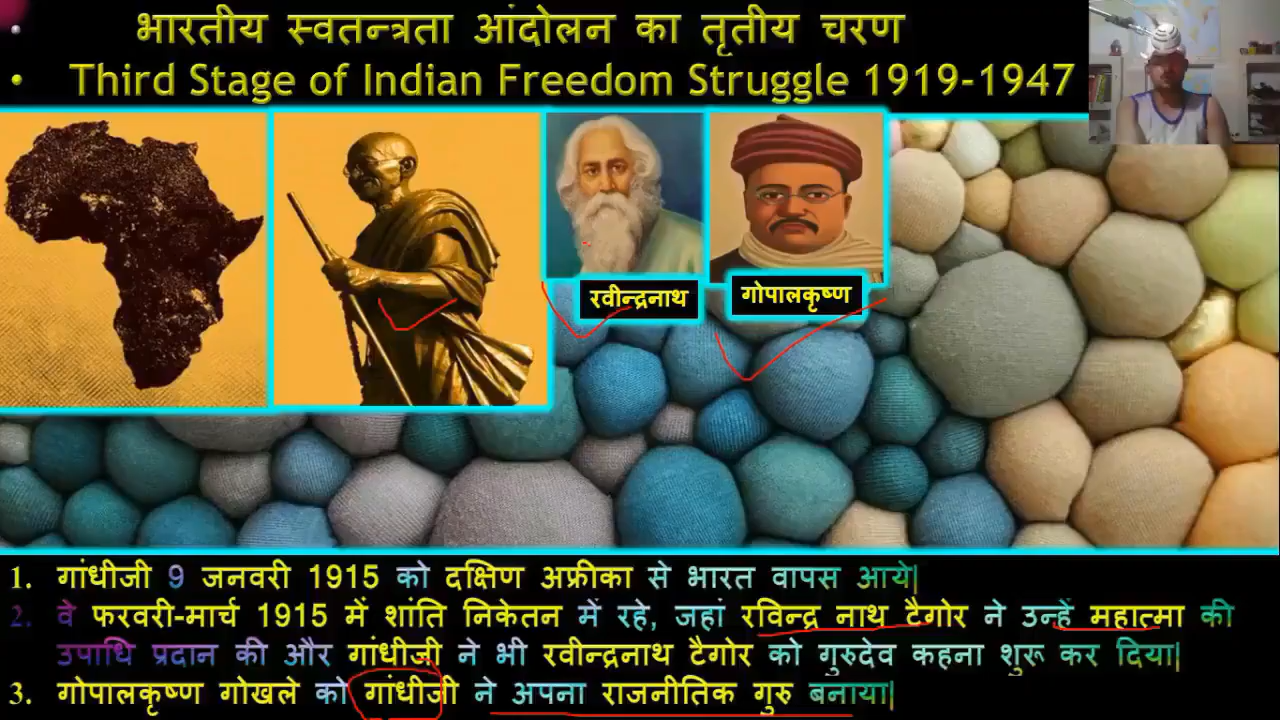 • भारतीय स्वतन्त्रता आंदोलन का तृतीय चरण
• Third Stage of Indian Freedom Struggle 1919-1947
रवीन्द्रनाथ
गोपालकृष्ण
1. गांधीजी 9 जनवरी 1915 को दक्षिण अफ्रीका से भारत वापस आये|
2. वे फरवरी-मार्च 1915 में शांति निकेतन में रहे, जहां रविन्द्र नाथ टैगोर ने उन्हें महात्मा की
उपाधि प्रदान की और गांधीजी ने भी रवीन्द्रनाथ टैगोर को गुरुदेव कहना शुरू कर दिया|
3. गोपालकृष्ण गोखले को गांधीजी ने अपना राजनीतिक गुरु बनाया|